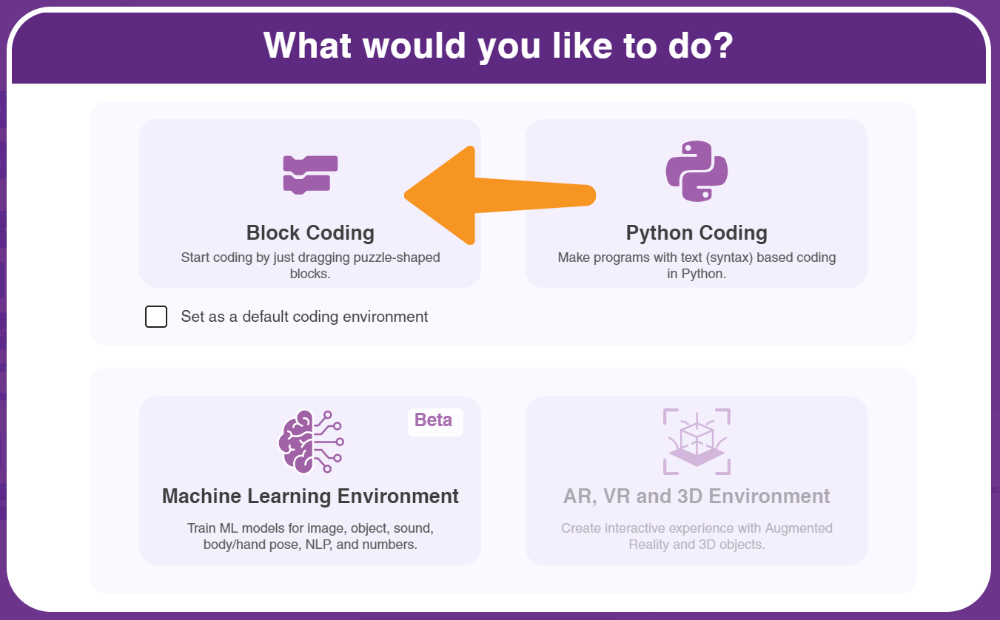 What would you like to do?
Block Coding
Start coding by just dragging puzzle-shaped
blocks.
Python Coding
Make programs with text (syntax) based coding
in Python.
Set as a default coding environment
Beta
Machine Learning Environment
Train ML models for image, object, sound,
body/hand pose, NLP, and numbers.
AR, VR and 3D Environment
Create interactive experience with Augmented
Reality and 3D objects.